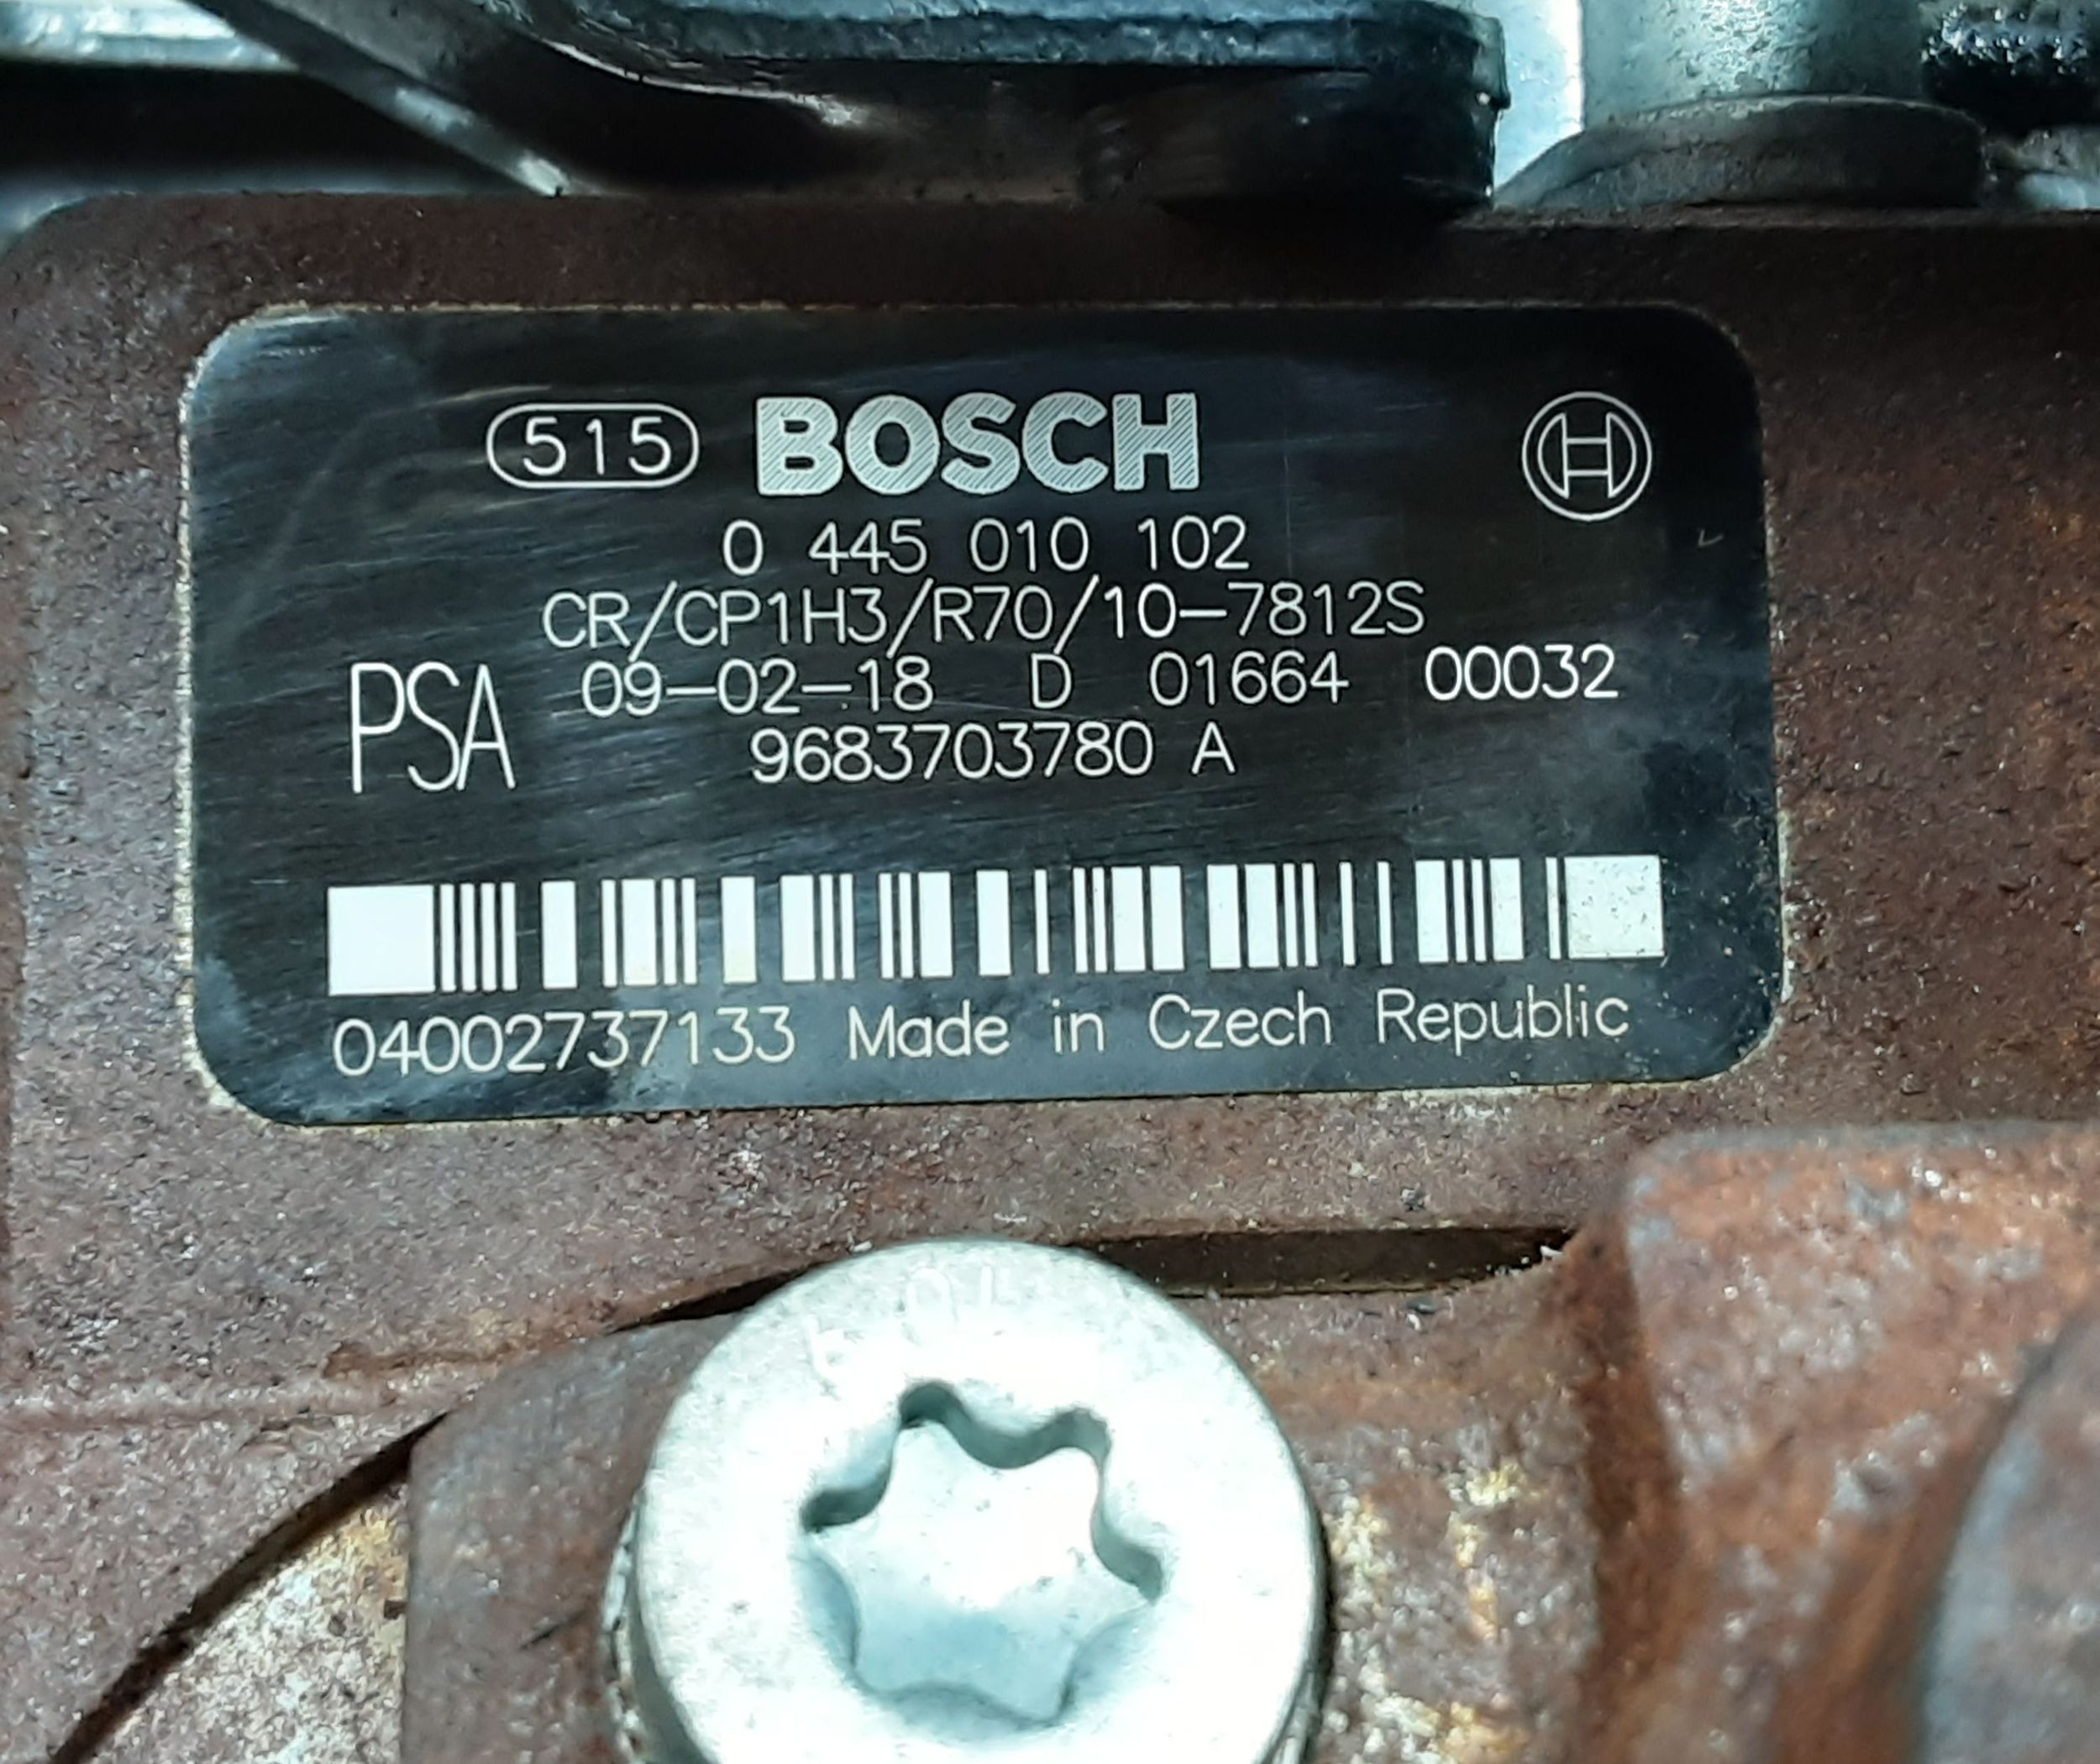 515 BOSCH
0 445 010 102
CR/CP1H3/R70/10-7812S
PSA 09-02-18 D 01664 00032
9683703780 A
04002737133 Made in Czech Republic